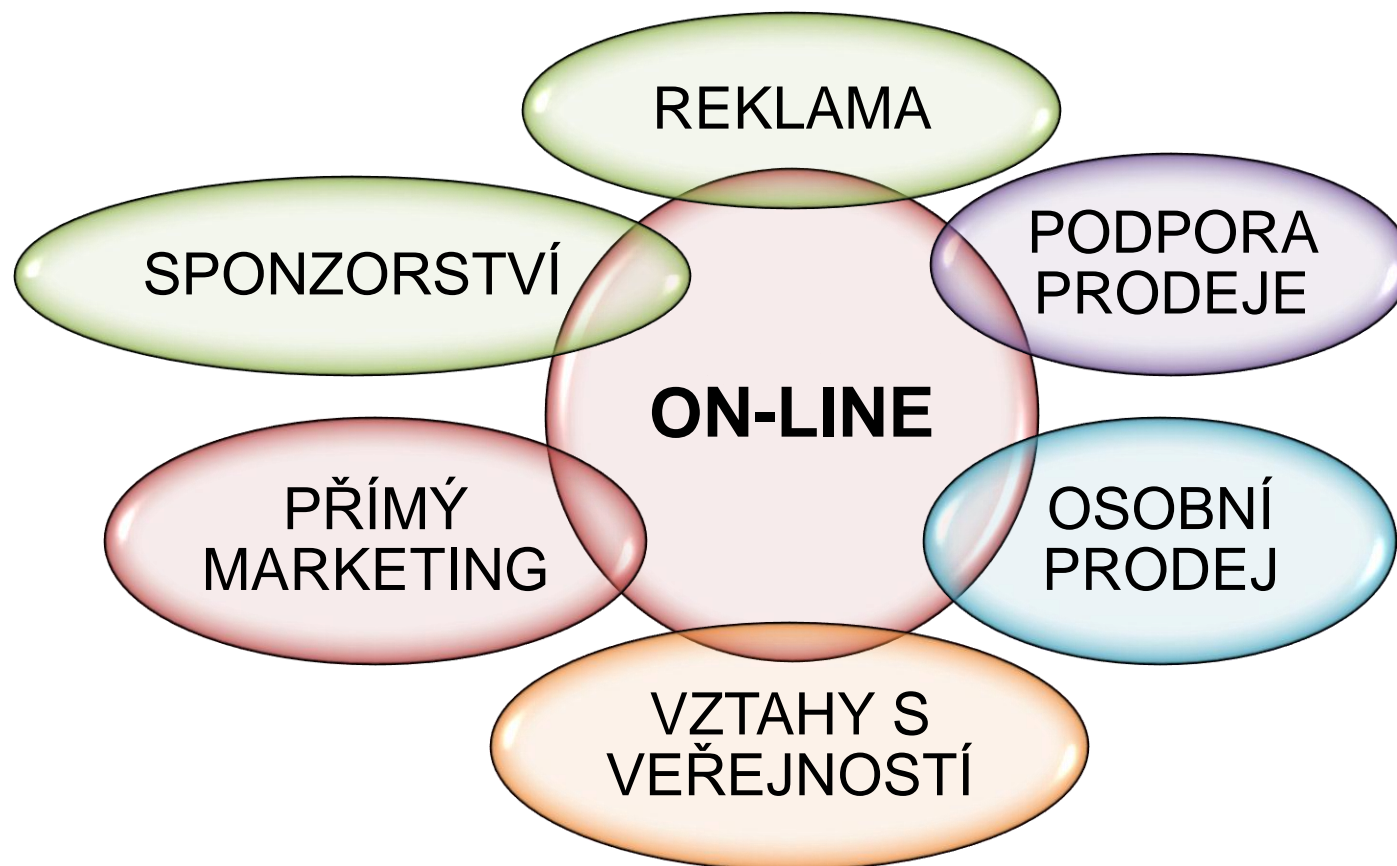 REKLAMA
PODPORA
PRODEJE
SPONZORSTVÍ
ON-LINE
OSOBNÍ
PRODEJ
PŘÍMÝ
MARKETING
VZTAHY S
VEŘEJNOSTÍ